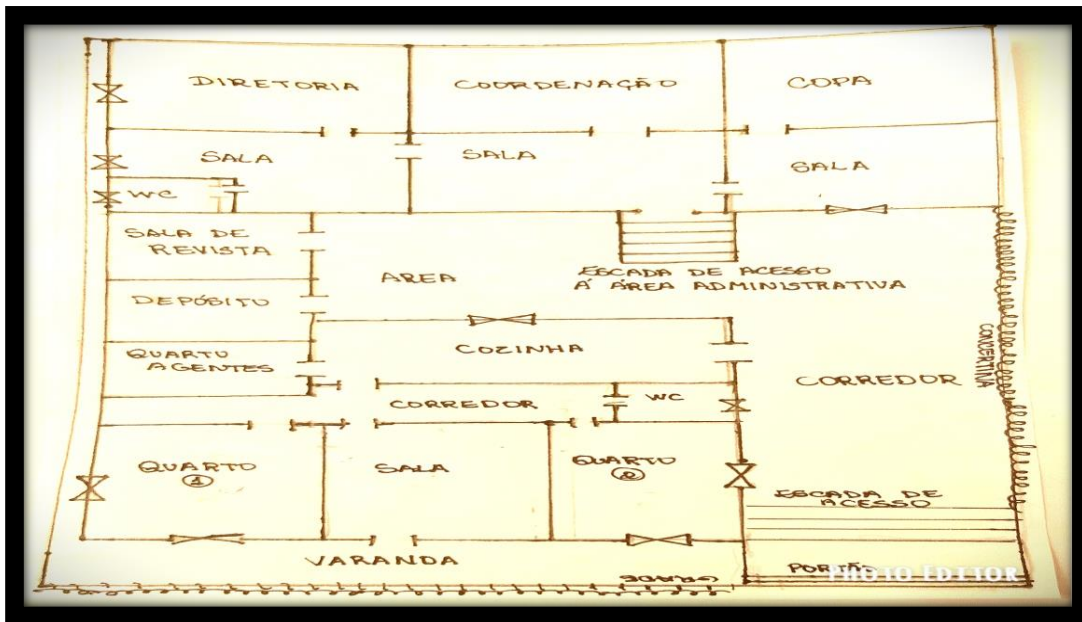 DIRETORIA
COORDENAÇÃO
COPA
SALA
SALA
SALA
WC
SALA DE
REVISTA
AREA
ESCADA DE ACESSO
Á ÁREA ADMINISTRATIVA
DEPÓSITO
CONCERTINA
QUARTO
AGENTES
COZINHA
CORREDOR
CORREDOR
WC
QUARTO
1
SALA
QUARTO
2
ESCADA DE
ACESSO
VARANDA
GRADE
PHOTO EDITOR